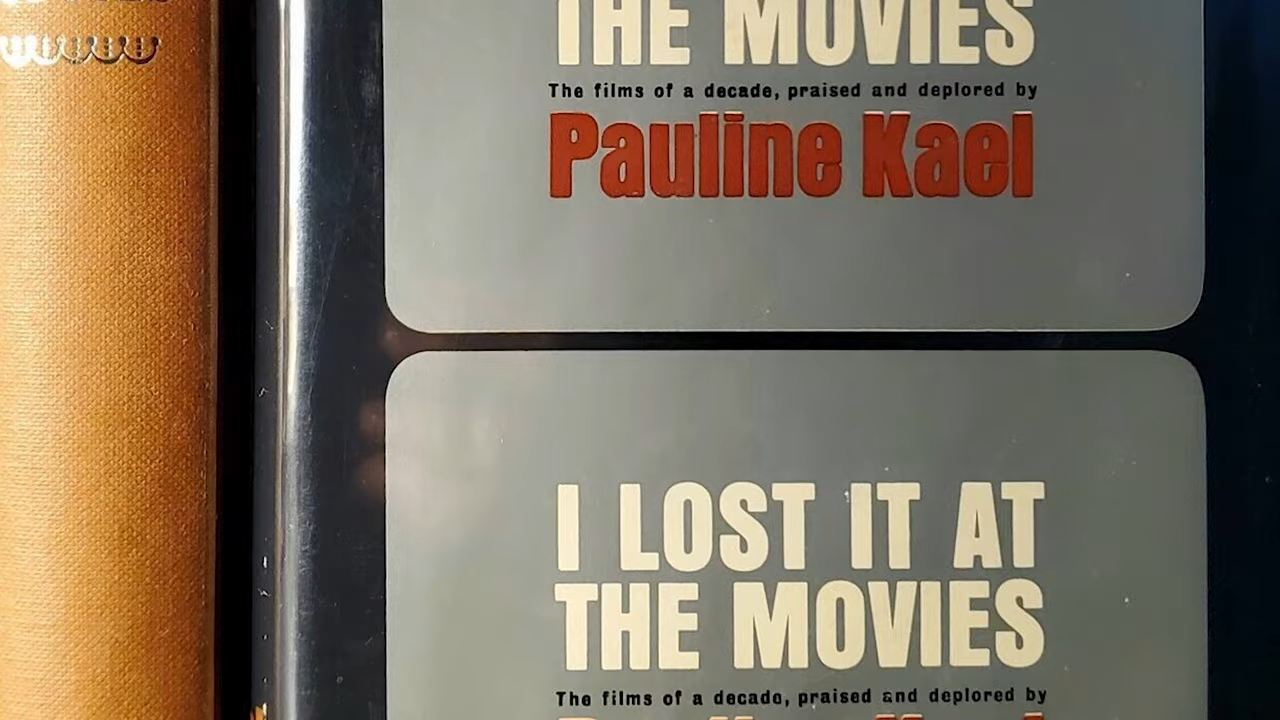 THE MOVIES
The films of a decade, praised and deplored by
Pauline Kael
I LOST IT AT
THE MOVIES
The films of a decade, praised and deplored by